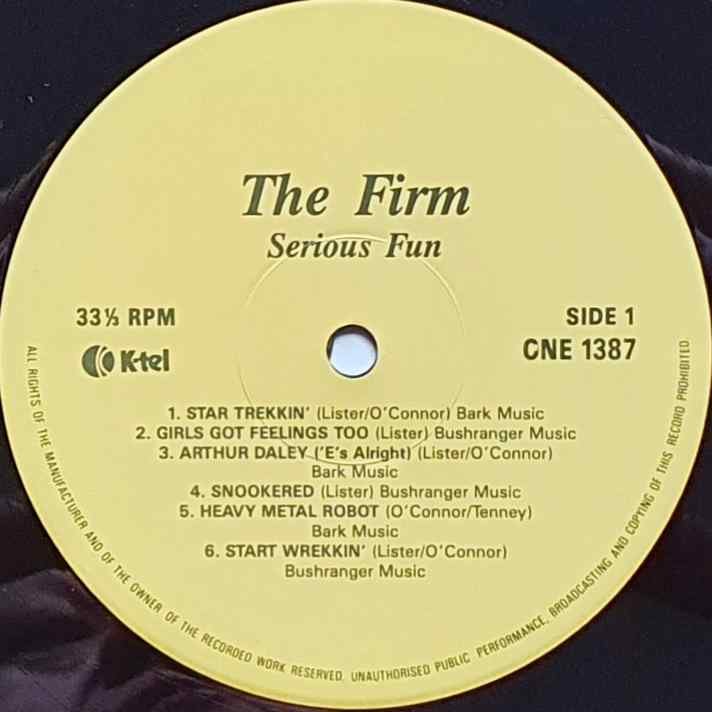 The Firm
Serious Fun
33⅓ RPM
SIDE 1
K-tel
CNE 1387
1. STAR TREKKIN' (Lister/O'Connor) Bark Music
2. GIRLS GOT FEELINGS TOO (Lister) Bushranger Music
3. ARTHUR DALEY ('E's Alright) (Lister/O'Connor)
Bark Music
4. SNOOKERED (Lister) Bushranger Music
5. HEAVY METAL ROBOT (O'Connor/Tenney)
Bark Music
6. START WREKKIN' (Lister/O'Connor)
Bushranger Music
ALL RIGHTS OF THE MANUFACTURER AND OF THE OWNER OF THE RECORDED WORK RESERVED. UNAUTHORISED PUBLIC PERFORMANCE, BROADCASTING AND COPYING OF THIS RECORD PROHIBITED